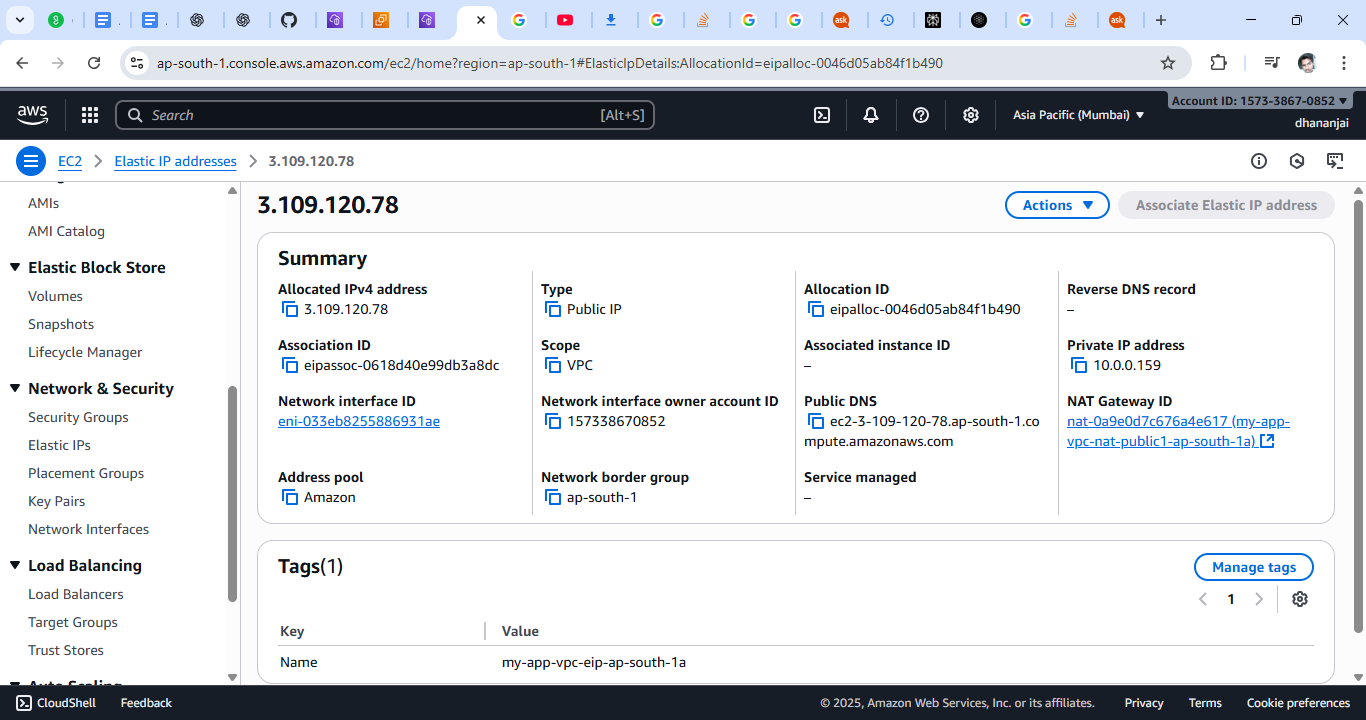 ap-south-1.console.aws.amazon.com/ec2/home?region=ap-south-1#ElasticIpDetails:AllocationId=eipalloc-0046d05ab84f1b490
aws
Search
[Alt+S]
Asia Pacific (Mumbai)
Account ID: 1573-3867-0852
dhananjai
EC2
Elastic IP addresses
3.109.120.78
AMIs
AMI Catalog
Elastic Block Store
Volumes
Snapshots
Lifecycle Manager
Network & Security
Security Groups
Elastic IPs
Placement Groups
Key Pairs
Network Interfaces
Load Balancing
Load Balancers
Target Groups
Trust Stores
Auto Scaling
3.109.120.78
Actions
Associate Elastic IP address
Summary
Allocated IPv4 address
3.109.120.78
Type
Public IP
Allocation ID
eipalloc-0046d05ab84f1b490
Reverse DNS record
–
Association ID
eipassoc-0618d40e99db3a8dc
Scope
VPC
Associated instance ID
–
Private IP address
10.0.0.159
Network interface ID
eni-033eb8255886931ae
Network interface owner account ID
157338670852
Public DNS
ec2-3-109-120-78.ap-south-1.co
mpute.amazonaws.com
NAT Gateway ID
nat-0a9e0d7c676a4e617 (my-app-
vpc-nat-public1-ap-south-1a)
Address pool
Amazon
Network border group
ap-south-1
Service managed
–
Tags(1)
Manage tags
1
Key
Value
Name
my-app-vpc-eip-ap-south-1a
CloudShell
Feedback
© 2025, Amazon Web Services, Inc. or its affiliates.
Privacy
Terms
Cookie preferences